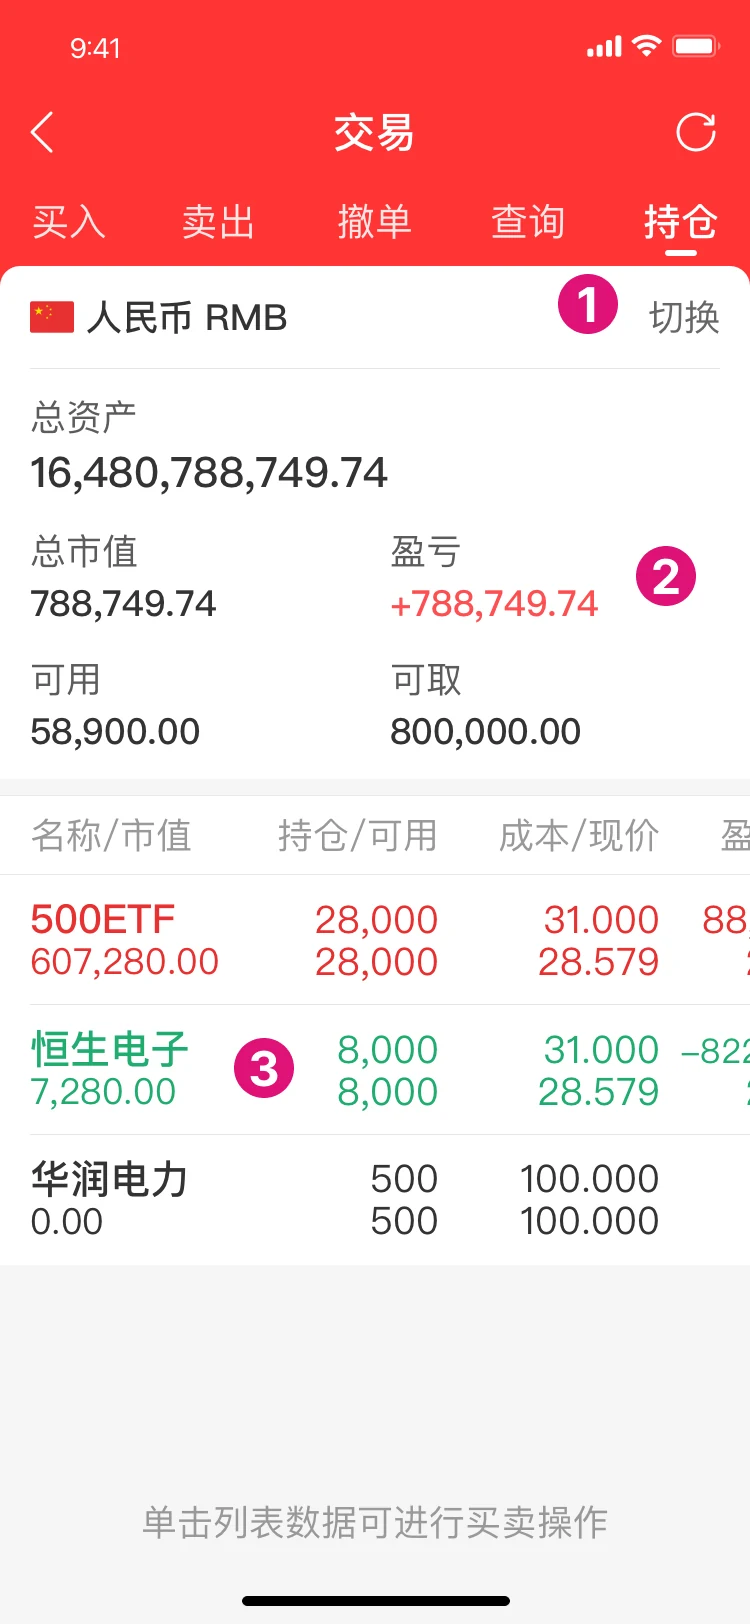 9:41
交易
买入 卖出 撤单 查询 持仓
人民币 RMB 1 切换
总资产
16,480,788,749.74
总市值 盈亏
788,749.74 +788,749.74 2
可用 可取
58,900.00 800,000.00
名称/市值 持仓/可用 成本/现价 盈
500ETF 28,000 31.000 88,
607,280.00 28,000 28.579
恒生电子 3 8,000 31.000 –822
7,280.00 8,000 28.579
华润电力 500 100.000
0.00 500 100.000
单击列表数据可进行买卖操作